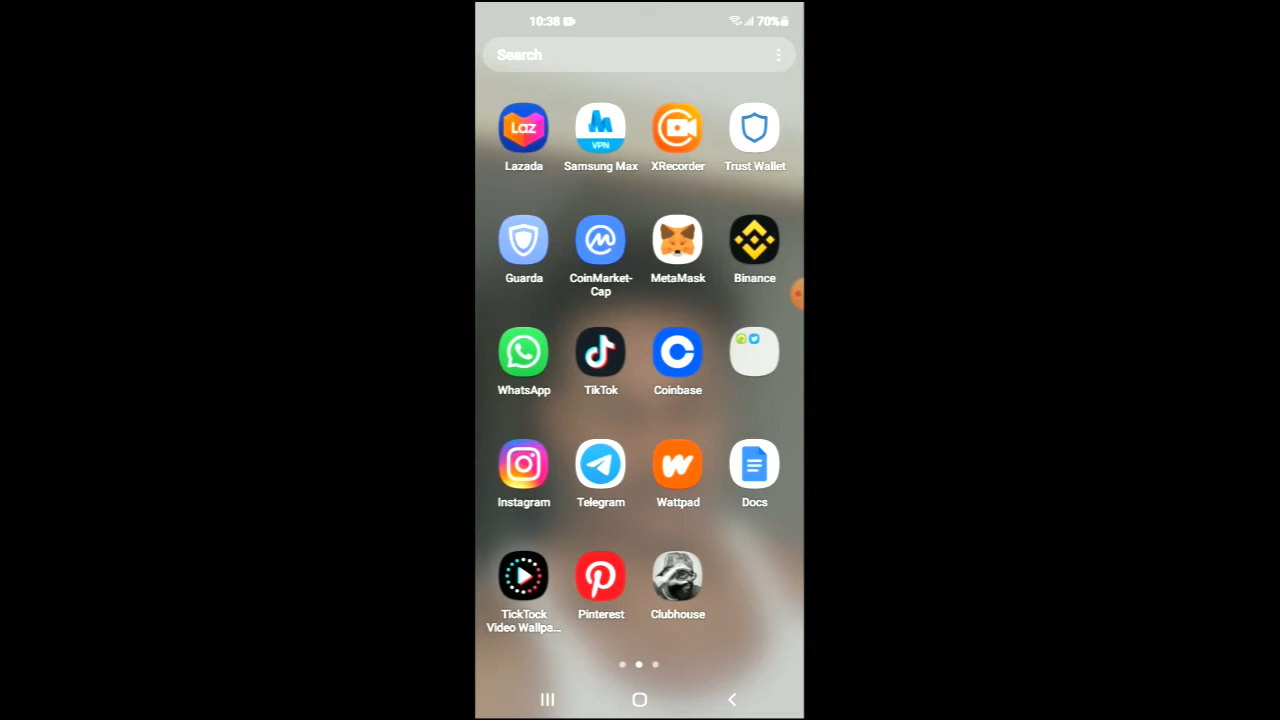 10:38
70%
Search
Laz
VPN
Lazada
Samsung Max
XRecorder
Trust Wallet
Guarda
CoinMarket-
Cap
MetaMask
Binance
WhatsApp
TikTok
Coinbase
Instagram
Telegram
Wattpad
Docs
TickTock
Video Wallpa...
Pinterest
Clubhouse